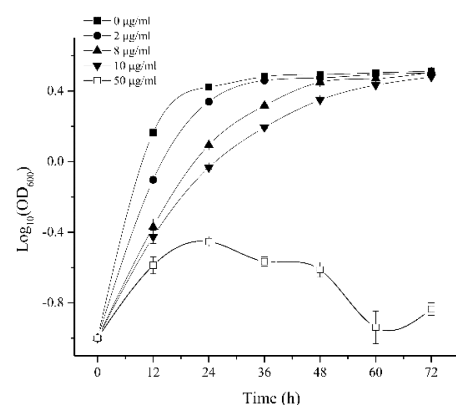 0 µg/ml
2 µg/ml
8 µg/ml
10 µg/ml
50 µg/ml
0.4
0.0
-0.4
-0.8
Log10(OD600)
0 12 24 36 48 60 72
Time (h)